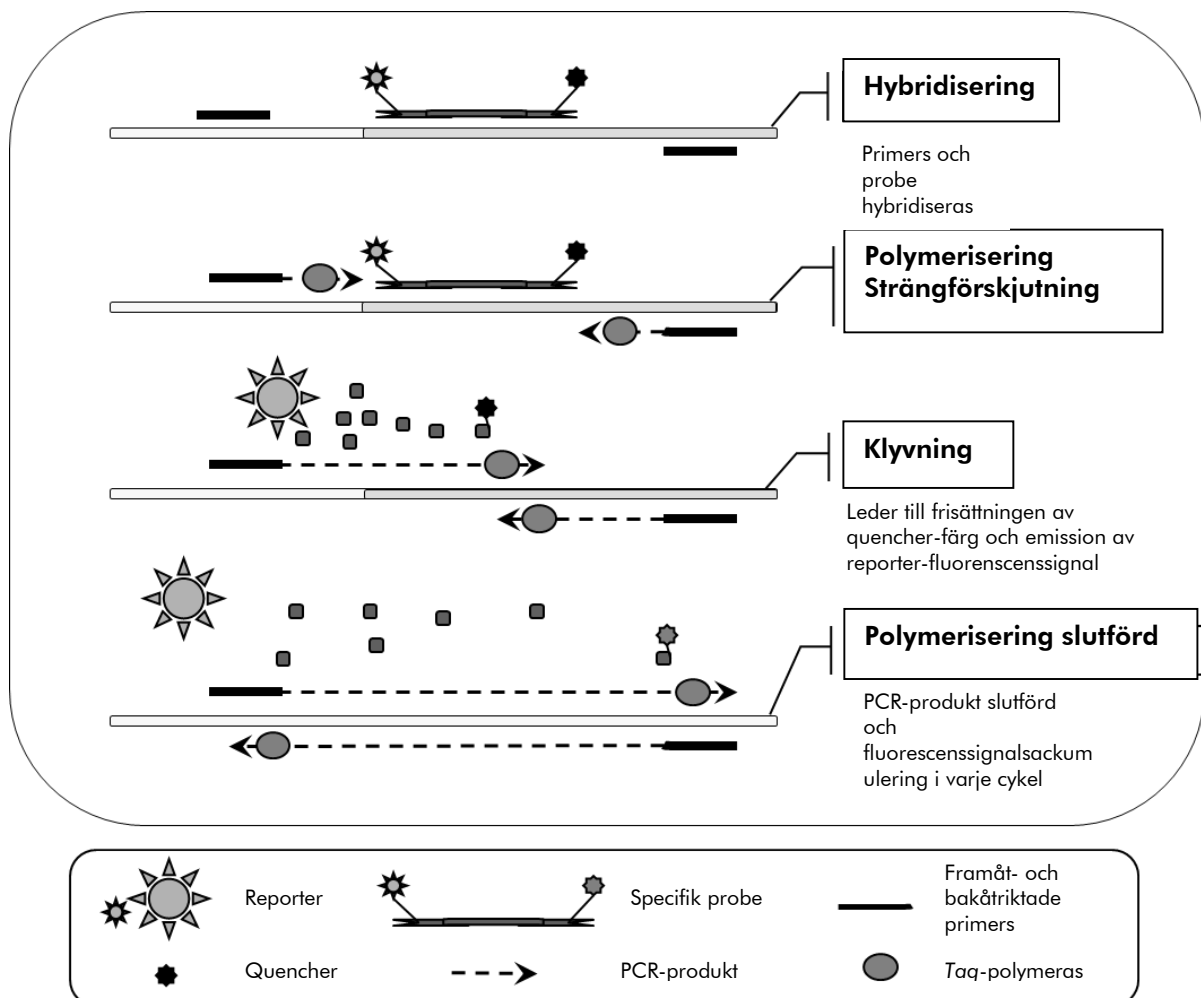 Hybridisering
Primers och
probe
hybridiseras
Polymerisering
Strängförskjutning
Klyvning
Leder till frisättningen av
quencher-färg och emission av
reporter-fluorenscenssignal
Polymerisering slutförd
PCR-produkt slutförd
och
fluorescenssignalsackum
ulering i varje cykel
Reporter
Specifik probe
Framåt- och
bakåtriktade
primers
Quencher
PCR-produkt
Taq-polymeras